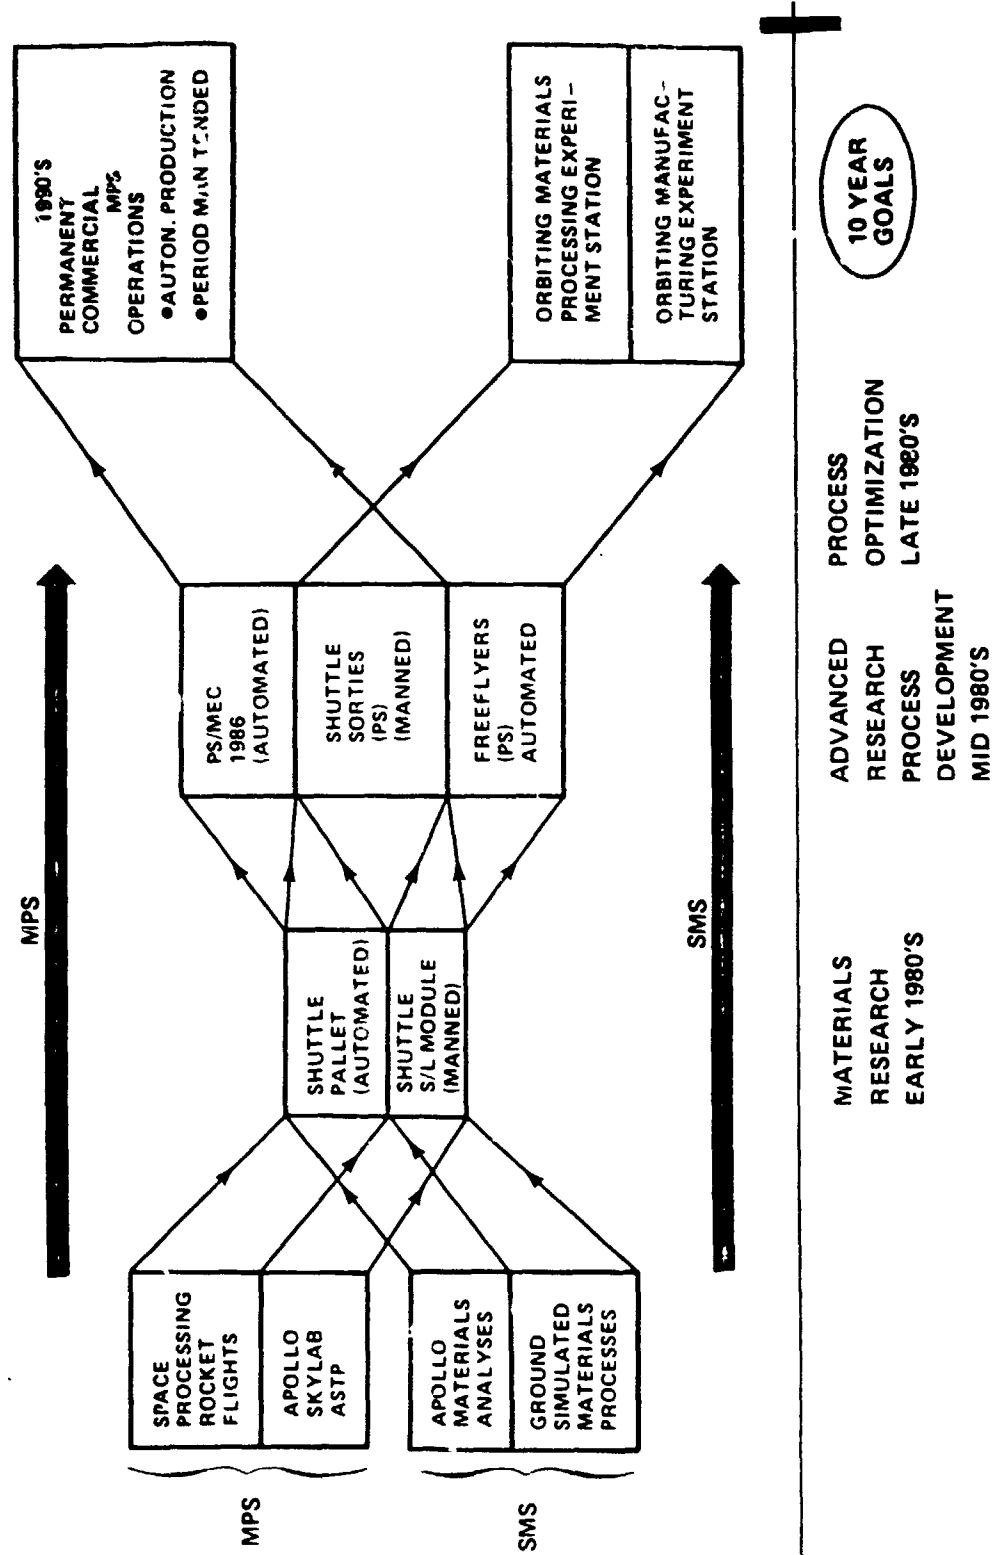 MPS
SPACE
PROCESSING
ROCKET
FLIGHTS
APOLLO
SKYLAB
ASTP
SMS
APOLLO
MATERIALS
ANALYSES
GROUND
SIMULATED
MATERIALS
PROCESSES
MPS
SHUTTLE
PALLET
(AUTOMATED)
SHUTTLE
S/L MODULE
(MANNED)
SMS
PS/MEC
1986
(AUTOMATED)
SHUTTLE
SORTIES
(PS)
(MANNED)
FREEFLYERS
(PS)
AUTOMATED
1990'S
PERMANENT
COMMERCIAL
MPS
OPERATIONS
•AUTON. PRODUCTION
•PERIOD MAN TENDED
ORBITING MATERIALS
PROCESSING EXPERI-
MENT STATION
ORBITING MANUFAC-
TURING EXPERIMENT
STATION
MATERIALS
RESEARCH
EARLY 1980'S
ADVANCED
RESEARCH
PROCESS
DEVELOPMENT
MID 1980'S
PROCESS
OPTIMIZATION
LATE 1980'S
10 YEAR
GOALS